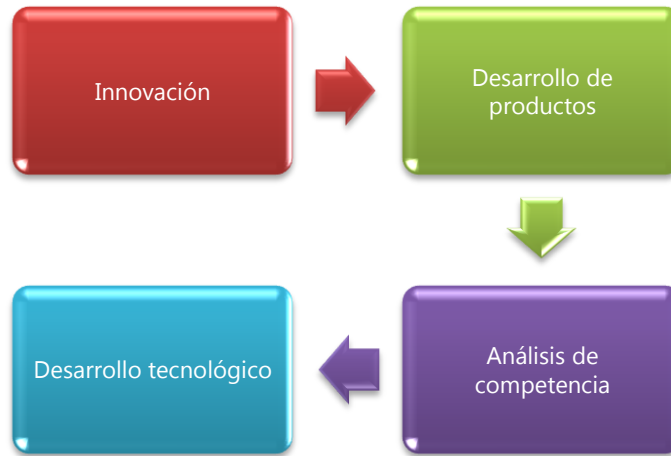 Innovación
Desarrollo de
productos
Desarrollo tecnológico
Análisis de
competencia